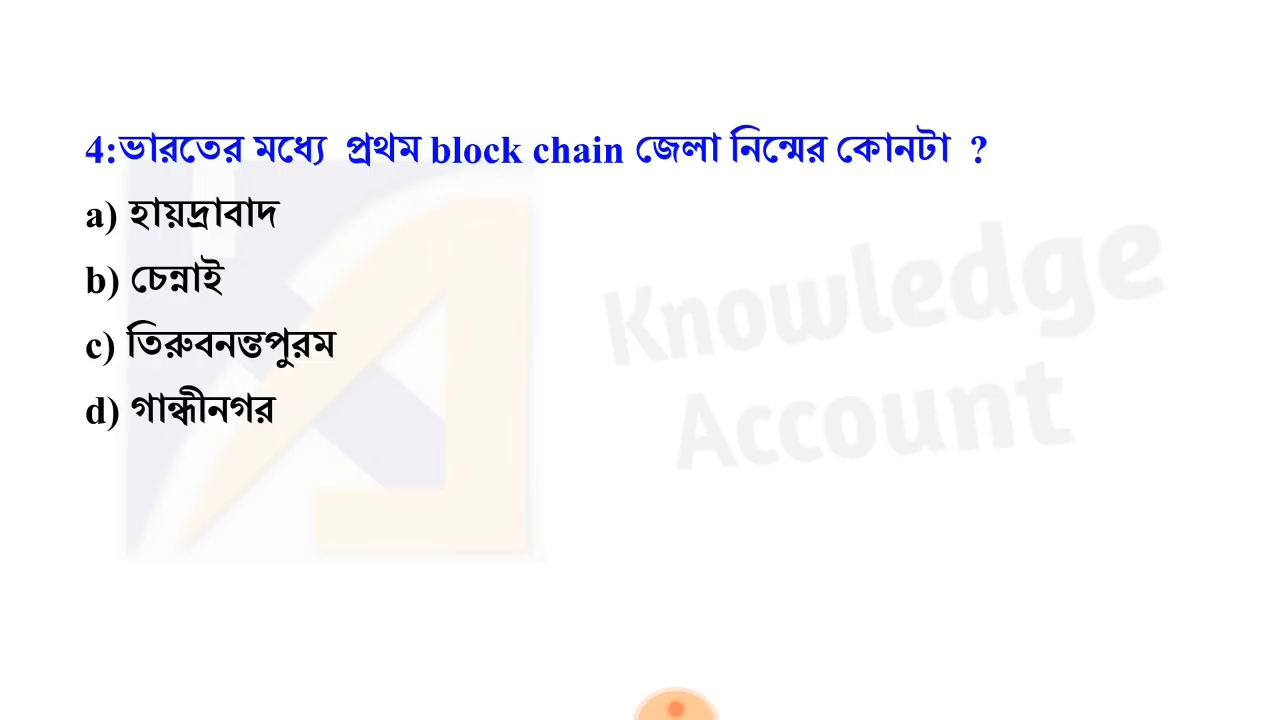 4:ভারতের মধ্যে প্রথম block chain জেলা নিন্মের কোনটা ?
a) হায়দ্রাবাদ
b) চেন্নাই
c) তিরুবনন্তপুরম
d) গান্ধীনগর
Knowledge
Account